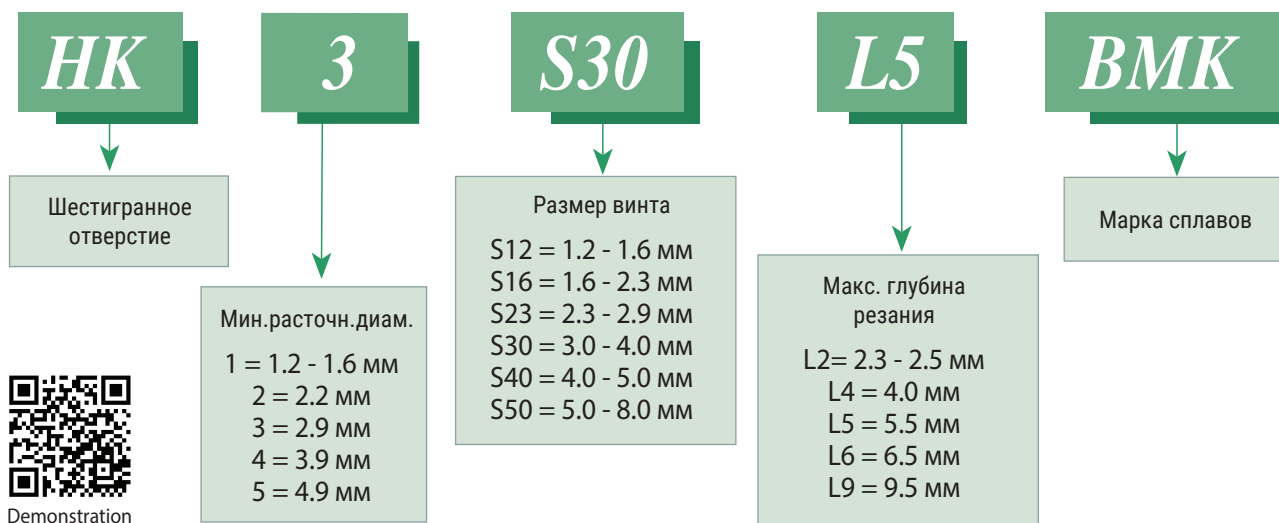 HK
3
S30
L5
BMK
Шестигранное
отверстие
Мин.расточн.диам.
1 = 1.2 - 1.6 мм
2 = 2.2 мм
3 = 2.9 мм
4 = 3.9 мм
5 = 4.9 мм
Размер винта
S12 = 1.2 - 1.6 мм
S16 = 1.6 - 2.3 мм
S23 = 2.3 - 2.9 мм
S30 = 3.0 - 4.0 мм
S40 = 4.0 - 5.0 мм
S50 = 5.0 - 8.0 мм
Макс. глубина
резания
L2= 2.3 - 2.5 мм
L4 = 4.0 мм
L5 = 5.5 мм
L6 = 6.5 мм
L9 = 9.5 мм
Марка сплавов
Demonstration